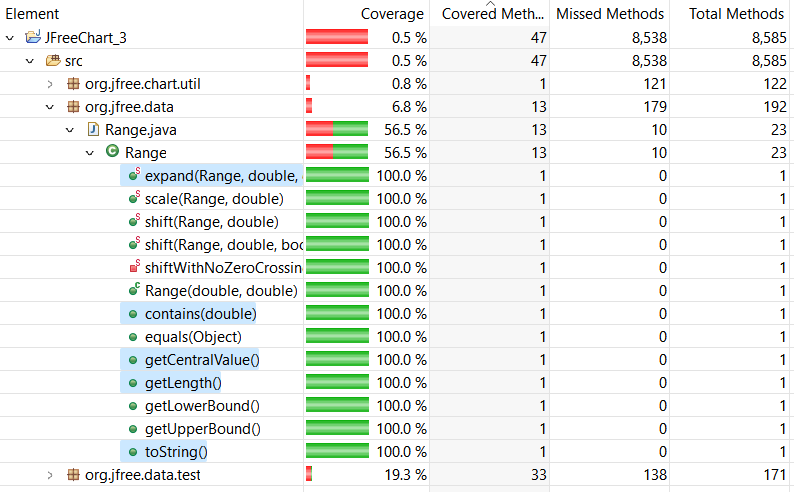 Element Coverage Covered Meth... Missed Methods Total Methods
JFreeChart_3 0.5 % 47 8,538 8,585
src 0.5 % 47 8,538 8,585
org.jfree.chart.util 0.8 % 1 121 122
org.jfree.data 6.8 % 13 179 192
Range.java 56.5 % 13 10 23
Range 56.5 % 13 10 23
expand(Range, double, 100.0 % 1 0 1
scale(Range, double) 100.0 % 1 0 1
shift(Range, double) 100.0 % 1 0 1
shift(Range, double, boo 100.0 % 1 0 1
shiftWithNoZeroCrossin 100.0 % 1 0 1
Range(double, double) 100.0 % 1 0 1
contains(double) 100.0 % 1 0 1
equals(Object) 100.0 % 1 0 1
getCentralValue() 100.0 % 1 0 1
getLength() 100.0 % 1 0 1
getLowerBound() 100.0 % 1 0 1
getUpperBound() 100.0 % 1 0 1
toString() 100.0 % 1 0 1
org.jfree.data.test 19.3 % 33 138 171